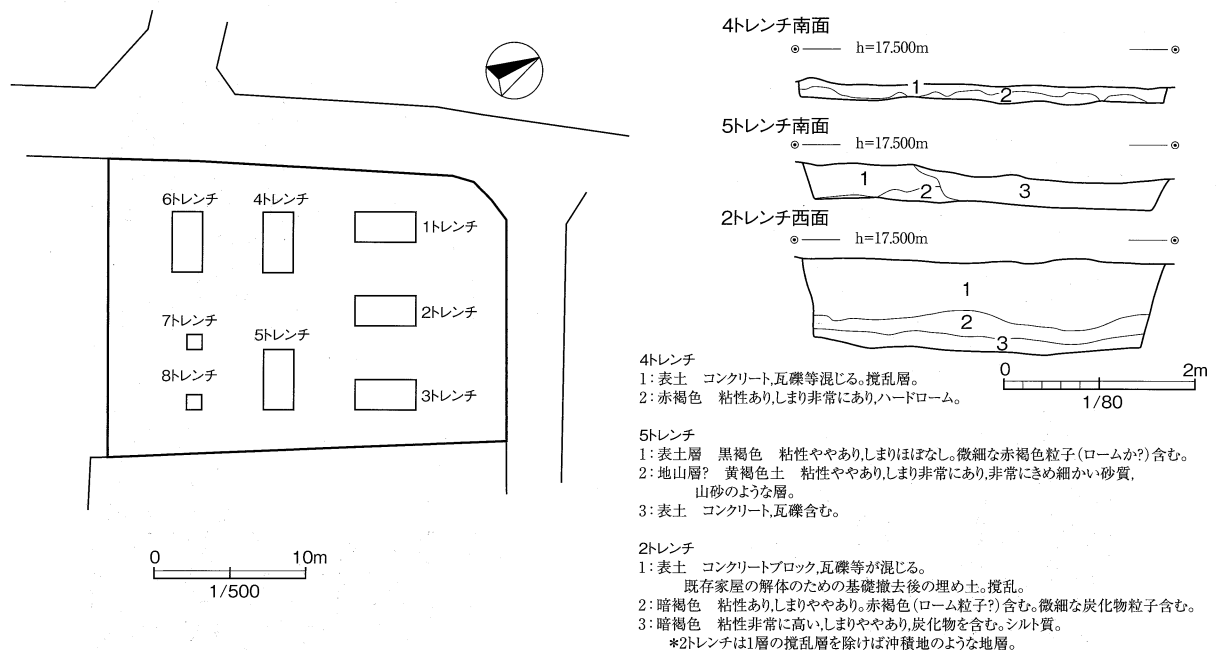 6トレンチ
4トレンチ
1トレンチ
7トレンチ
5トレンチ
2トレンチ
8トレンチ
3トレンチ
0 10m
1/500
4トレンチ南面
h=17.500m
1
2
5トレンチ南面
h=17.500m
1
2
3
2トレンチ西面
h=17.500m
1
2
3
0 2m
1/80
4トレンチ
1：表土　コンクリート,瓦礫等混じる。撹乱層。
2：赤褐色　粘性あり,しまり非常にあり,ハードローム。
5トレンチ
1：表土層　黒褐色　粘性ややあり,しまりほぼなし。微細な赤褐色粒子（ロームか?）含む。
2：地山層?　黄褐色土　粘性ややあり,しまり非常にあり,非常にきめ細かい砂質,
山砂のような層。
3：表土　コンクリート,瓦礫含む。
2トレンチ
1：表土　コンクリートブロック,瓦礫等が混じる。
既存家屋の解体のための基礎撤去後の埋め土。撹乱。
2：暗褐色　粘性あり,しまりややあり。赤褐色（ローム粒子?）含む。微細な炭化物粒子含む。
3：暗褐色　粘性非常に高い,しまりややあり,炭化物を含む。シルト質。
*2トレンチは1層の撹乱層を除けば沖積地のような地層。